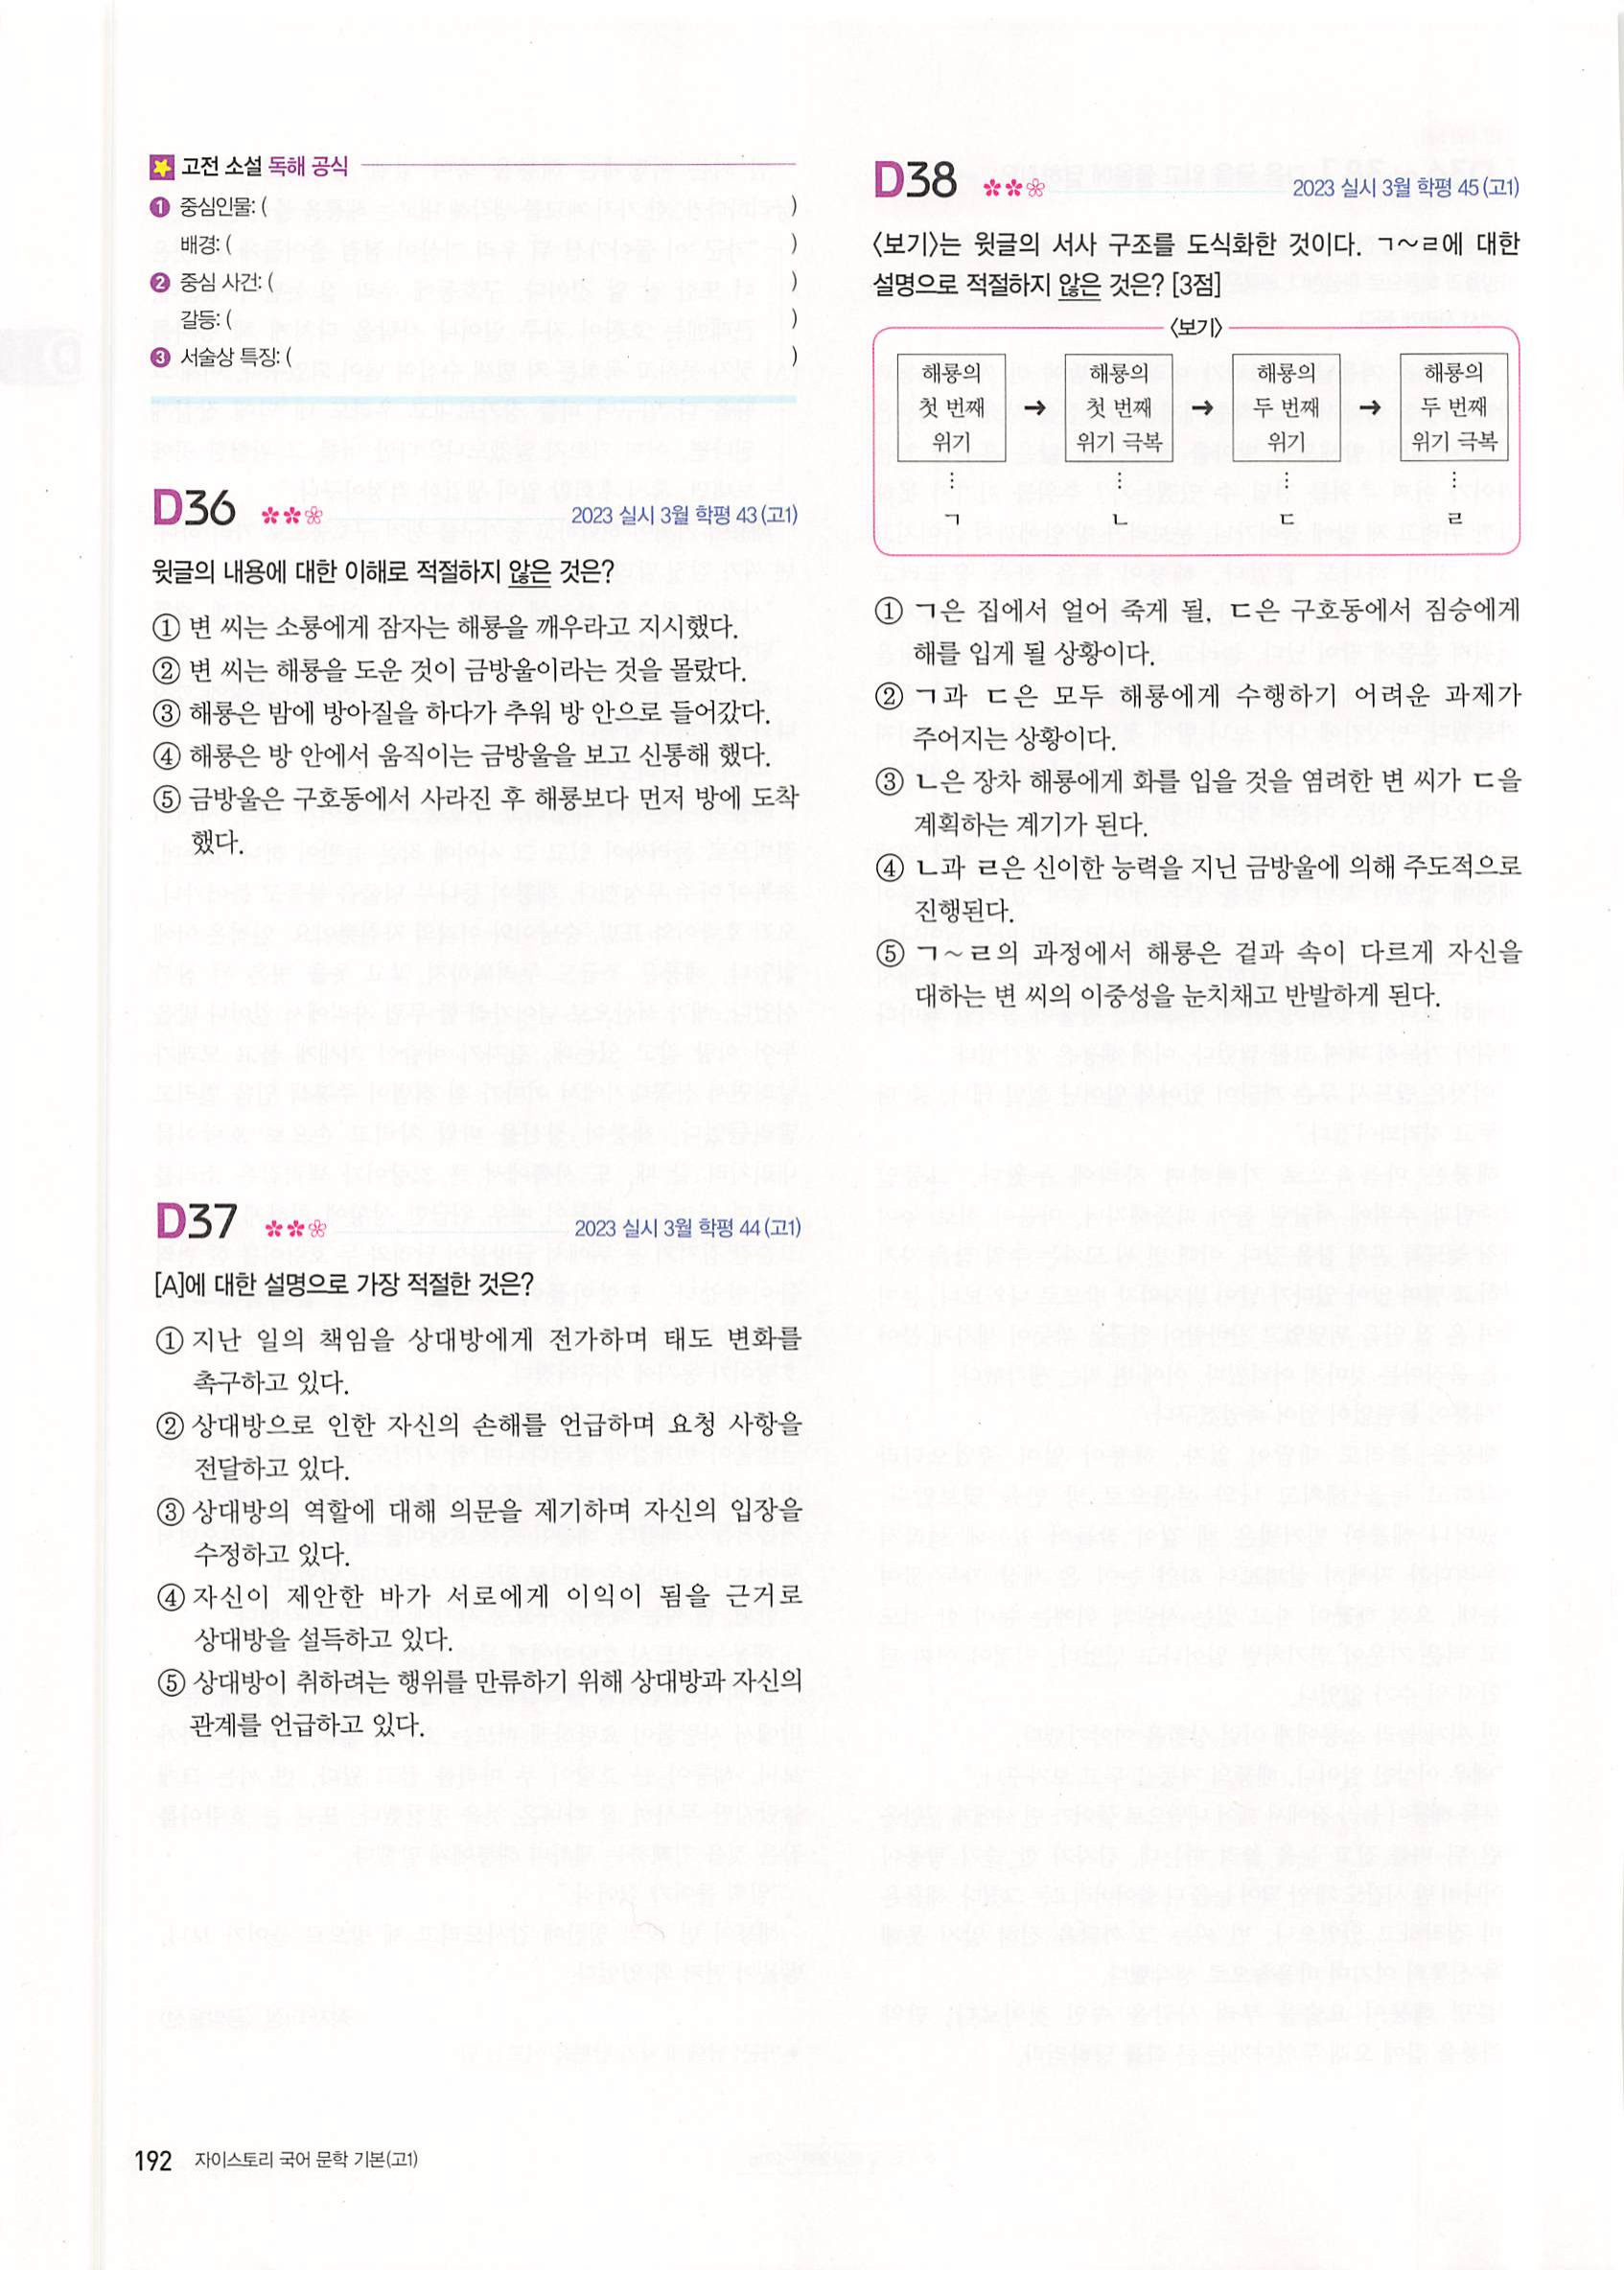 고전 소설 독해 공식
❶ 중심인물: ( )
배경: ( )
❷ 중심 사건: ( )
갈등: ( )
❸ 서술상 특징: ( )
D36
2023 실시 3월 학평 43 (고1)
윗글의 내용에 대한 이해로 적절하지 않은 것은?
① 변 씨는 소룡에게 잠자는 해룡을 깨우라고 지시했다.
② 변 씨는 해룡을 도운 것이 금방울이라는 것을 몰랐다.
③ 해룡은 밤에 방아질을 하다가 추워 방 안으로 들어갔다.
④ 해룡은 방 안에서 움직이는 금방울을 보고 신통해 했다.
⑤ 금방울은 구호동에서 사라진 후 해룡보다 먼저 방에 도착
했다.
D37
2023 실시 3월 학평 44 (고1)
[A]에 대한 설명으로 가장 적절한 것은?
① 지난 일의 책임을 상대방에게 전가하며 태도 변화를
촉구하고 있다.
② 상대방으로 인한 자신의 손해를 언급하며 요청 사항을
전달하고 있다.
③ 상대방의 역할에 대해 의문을 제기하며 자신의 입장을
수정하고 있다.
④ 자신이 제안한 바가 서로에게 이익이 됨을 근거로
상대방을 설득하고 있다.
⑤ 상대방이 취하려는 행위를 만류하기 위해 상대방과 자신의
관계를 언급하고 있다.
D38
2023 실시 3월 학평 45 (고1)
<보기>는 윗글의 서사 구조를 도식화한 것이다. ㄱ~ㄹ에 대한
설명으로 적절하지 않은 것은? [3점]
<보기>
해룡의 첫 번째 위기 → 해룡의 첫 번째 위기 극복 → 해룡의 두 번째 위기 → 해룡의 두 번째 위기 극복
ㄱ ㄴ ㄷ ㄹ
① ㄱ은 집에서 얼어 죽게 될, ㄷ은 구호동에서 짐승에게
해를 입게 될 상황이다.
② ㄱ과 ㄷ은 모두 해룡에게 수행하기 어려운 과제가
주어지는 상황이다.
③ ㄴ은 장차 해룡에게 화를 입을 것을 염려한 변 씨가 ㄷ을
계획하는 계기가 된다.
④ ㄴ과 ㄹ은 신이한 능력을 지닌 금방울에 의해 주도적으로
진행된다.
⑤ ㄱ~ㄹ의 과정에서 해룡은 겉과 속이 다르게 자신을
대하는 변 씨의 이중성을 눈치채고 반발하게 된다.
192 자이스토리 국어 문학 기본(고1)